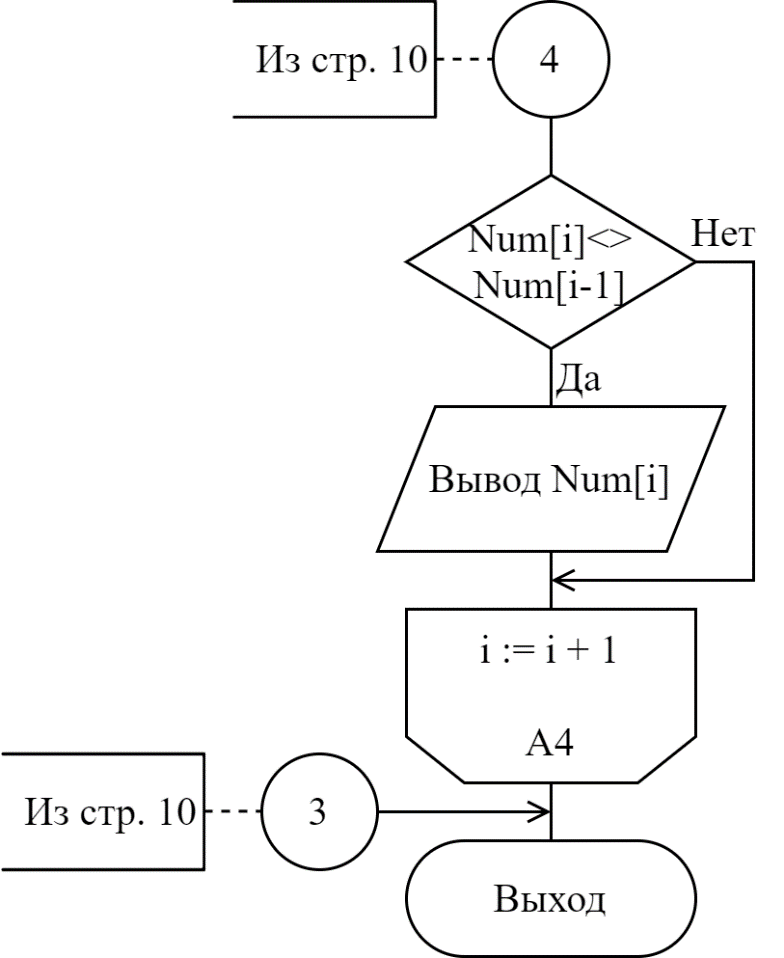 Из стр. 10
4
Num[i]<>
Num[i-1]
Нет
Да
Вывод Num[i]
i := i + 1
A4
Из стр. 10
3
Выход